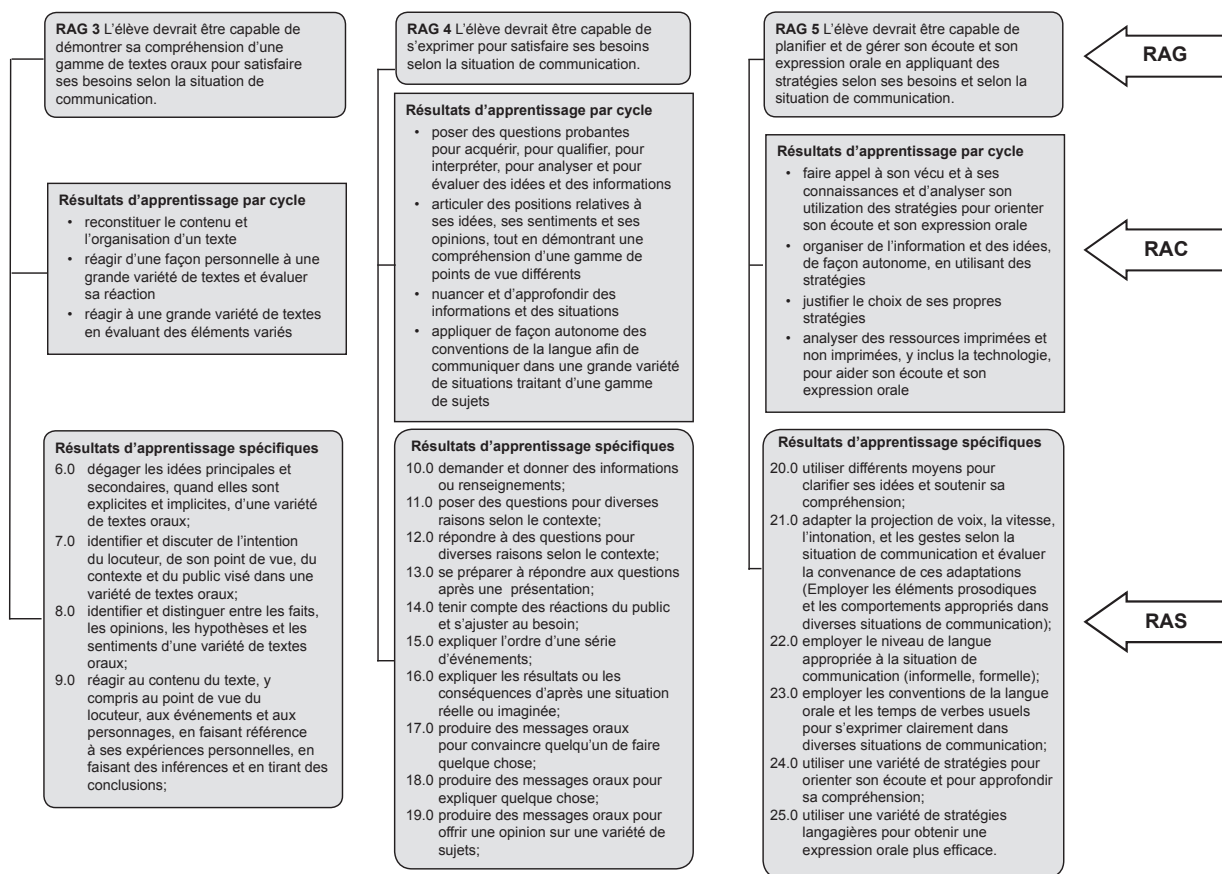 RAG 3 L'élève devrait être capable de
démontrer sa compréhension d'une
gamme de textes oraux pour satisfaire
ses besoins selon la situation de
communication.
Résultats d'apprentissage par cycle
• reconstituer le contenu et
l'organisation d'un texte
• réagir d'une façon personnelle à une
grande variété de textes et évaluer
sa réaction
• réagir à une grande variété de textes
en évaluant des éléments variés
Résultats d'apprentissage spécifiques
6.0 dégager les idées principales et
secondaires, quand elles sont
explicites et implicites, d'une variété
de textes oraux;
7.0 identifier et discuter de l'intention
du locuteur, de son point de vue, du
contexte et du public visé dans une
variété de textes oraux;
8.0 identifier et distinguer entre les faits,
les opinions, les hypothèses et les
sentiments d'une variété de textes
oraux;
9.0 réagir au contenu du texte, y
compris au point de vue du
locuteur, aux événements et aux
personnages, en faisant référence
à ses expériences personnelles, en
faisant des inférences et en tirant des
conclusions;
RAG 4 L'élève devrait être capable de
s'exprimer pour satisfaire ses besoins
selon la situation de communication.
Résultats d'apprentissage par cycle
• poser des questions probantes
pour acquérir, pour qualifier, pour
interpréter, pour analyser et pour
évaluer des idées et des informations
• articuler des positions relatives à
ses idées, ses sentiments et ses
opinions, tout en démontrant une
compréhension d'une gamme de
points de vue différents
• nuancer et d'approfondir des
informations et des situations
• appliquer de façon autonome des
conventions de la langue afin de
communiquer dans une grande variété
de situations traitant d'une gamme
de sujets
Résultats d'apprentissage spécifiques
10.0 demander et donner des informations
ou renseignements;
11.0 poser des questions pour diverses
raisons selon le contexte;
12.0 répondre à des questions pour
diverses raisons selon le contexte;
13.0 se préparer à répondre aux questions
après une présentation;
14.0 tenir compte des réactions du public
et s'ajuster au besoin;
15.0 expliquer l'ordre d'une série
d'événements;
16.0 expliquer les résultats ou les
conséquences d'après une situation
réelle ou imaginée;
17.0 produire des messages oraux
pour convaincre quelqu'un de faire
quelque chose;
18.0 produire des messages oraux pour
expliquer quelque chose;
19.0 produire des messages oraux pour
offrir une opinion sur une variété de
sujets;
RAG 5 L'élève devrait être capable de
planifier et de gérer son écoute et son
expression orale en appliquant des
stratégies selon ses besoins et selon la
situation de communication.
Résultats d'apprentissage par cycle
• faire appel à son vécu et à ses
connaissances et d'analyser son
utilization des stratégies pour orienter
son écoute et son expression orale
• organiser de l'information et des idées,
de façon autonome, en utilisant des
stratégies
• justifier le choix de ses propres
stratégies
• analyser des ressources imprimées et
non imprimées, y inclus la technologie,
pour aider son écoute et son
expression orale
Résultats d'apprentissage spécifiques
20.0 utiliser différents moyens pour
clarifier ses idées et soutenir sa
compréhension;
21.0 adapter la projection de voix, la vitesse,
l'intonation, et les gestes selon la
situation de communication et évaluer
la convenance de ces adaptations
(Employer les éléments prosodiques
et les comportements appropriés dans
diverses situations de communication);
22.0 employer le niveau de langue
appropriée à la situation de
communication (informelle, formelle);
23.0 employer les conventions de la langue
orale et les temps de verbes usuels
pour s'exprimer clairement dans
diverses situations de communication;
24.0 utiliser une variété de stratégies pour
orienter son écoute et pour approfondir
sa compréhension;
25.0 utiliser une variété de stratégies
langagières pour obtenir une
expression orale plus efficace.
RAG
RAC
RAS